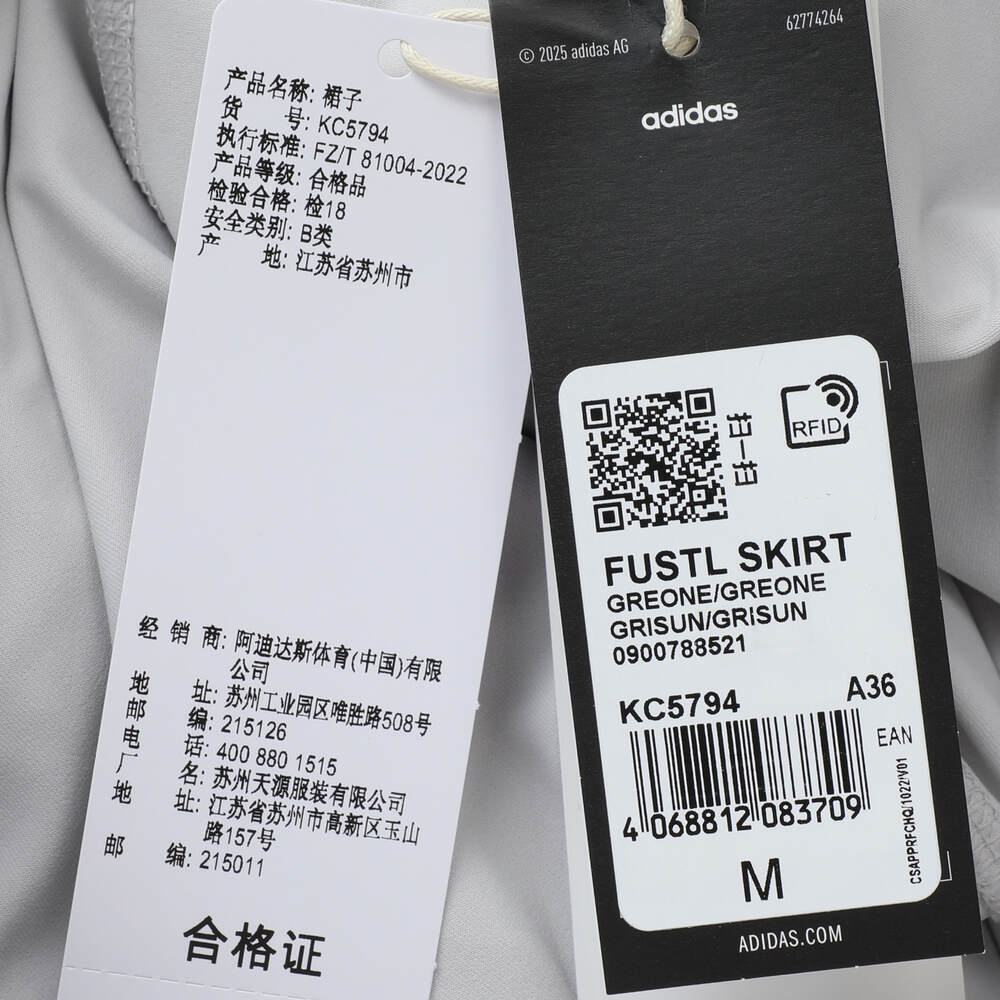 产品名称: 裙子
货 号: KC5794
执行标准: FZ/T 81004-2022
产品等级: 合格品
检验合格: 检18
安全类别: B类
产 地: 江苏省苏州市
经 销 商: 阿迪达斯体育(中国)有限
公司
地 址: 苏州工业园区唯胜路508号
邮 编: 215126
电 话: 400 880 1515
厂 名: 苏州天源服装有限公司
地 址: 江苏省苏州市高新区玉山
路157号
邮 编: 215011
合格证
© 2025 adidas AG
62774264
adidas
RFID
FUSTL SKIRT
GREONE/GREONE
GRISUN/GRISUN
0900788521
KC5794
A36
EAN
4 068812 083709
CSAPPRFCHQ/1022/V01
M
ADIDAS.COM